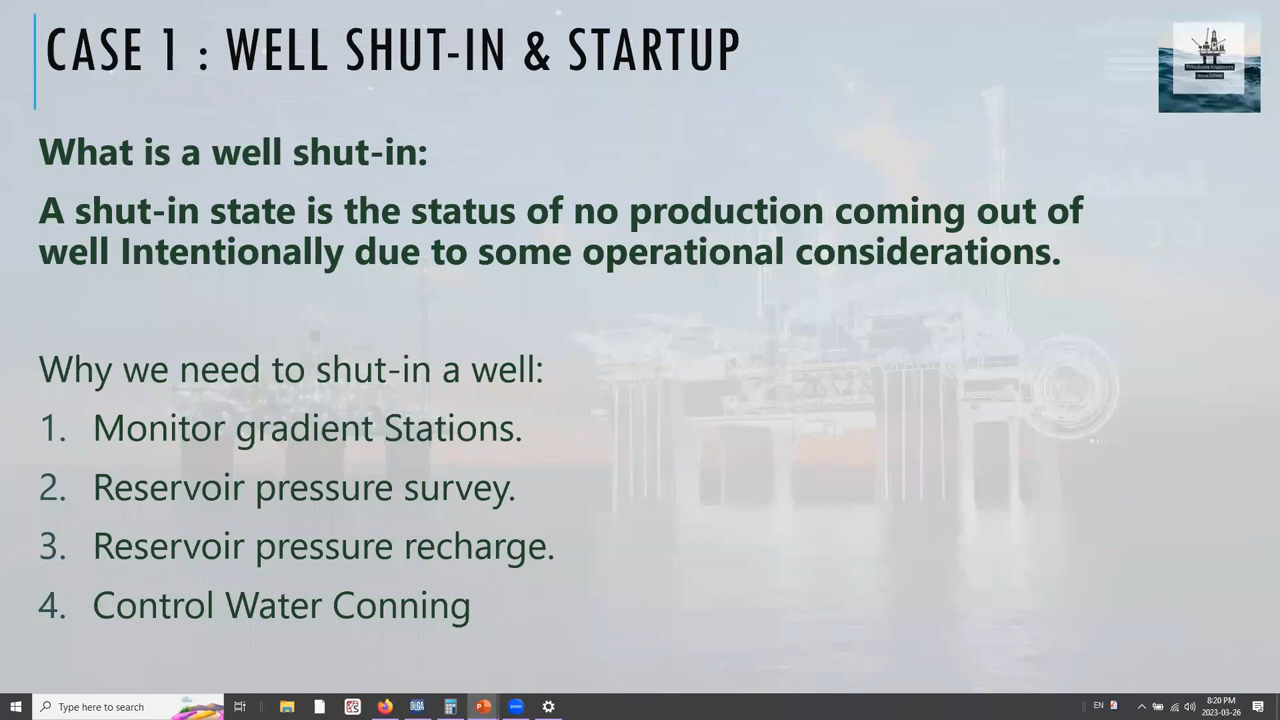 CASE 1 : WELL SHUT-IN & STARTUP
What is a well shut-in:
A shut-in state is the status of no production coming out of
well Intentionally due to some operational considerations.
Why we need to shut-in a well:
1. Monitor gradient Stations.
2. Reservoir pressure survey.
3. Reservoir pressure recharge.
4. Control Water Conning
Type here to search
OLGA
zoom
EN
8:20 PM
2023-03-26